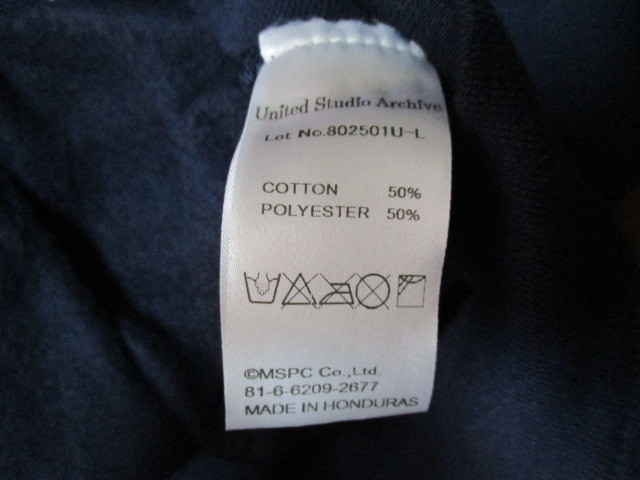 United Studio Archive
Lot No.802501U-L
COTTON 50%
POLYESTER 50%
©MSPC Co.,Ltd.
81-6-6209-2677
MADE IN HONDURAS